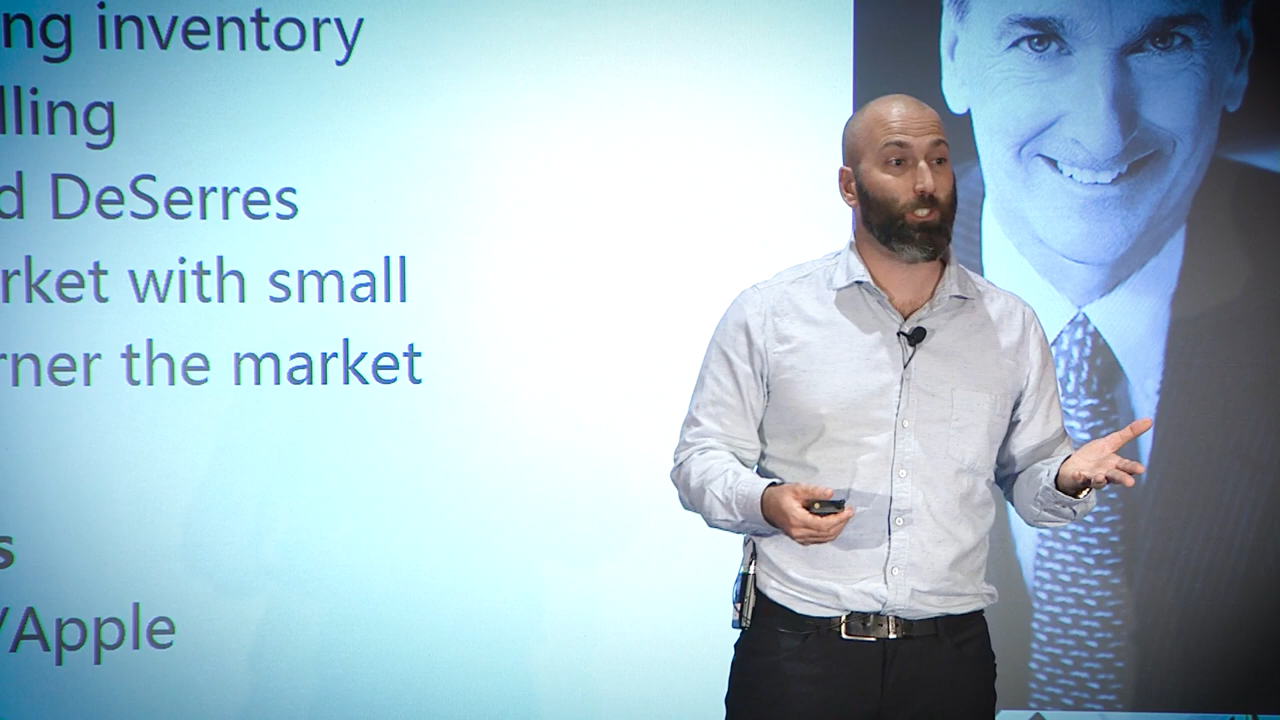 ng inventory
lling
d DeSerres
rket with small
rner the market
s
/Apple